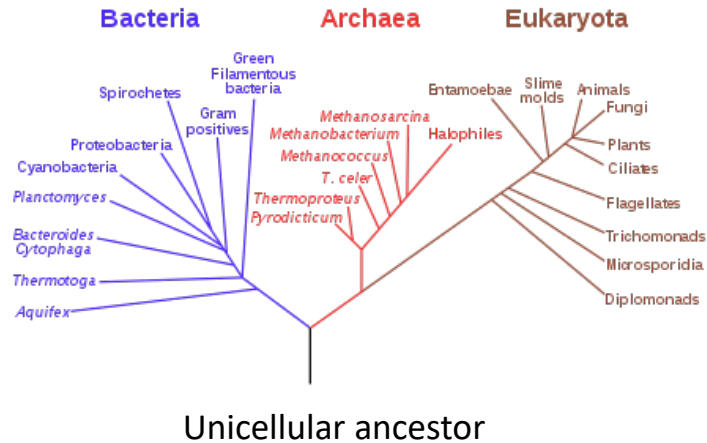 Bacteria
Archaea
Eukaryota
Green
Filamentous
bacteria
Spirochetes
Gram
positives
Proteobacteria
Cyanobacteria
Planctomyces
Bacteroides
Cytophaga
Thermotoga
Aquifex
Methanosarcina
Methanobacterium
Halophiles
Methanococcus
T. celer
Thermoproteus
Pyrodicticum
Entamoebae
Slime
molds
Animals
Fungi
Plants
Ciliates
Flagellates
Trichomonads
Microsporidia
Diplomonads
Unicellular ancestor